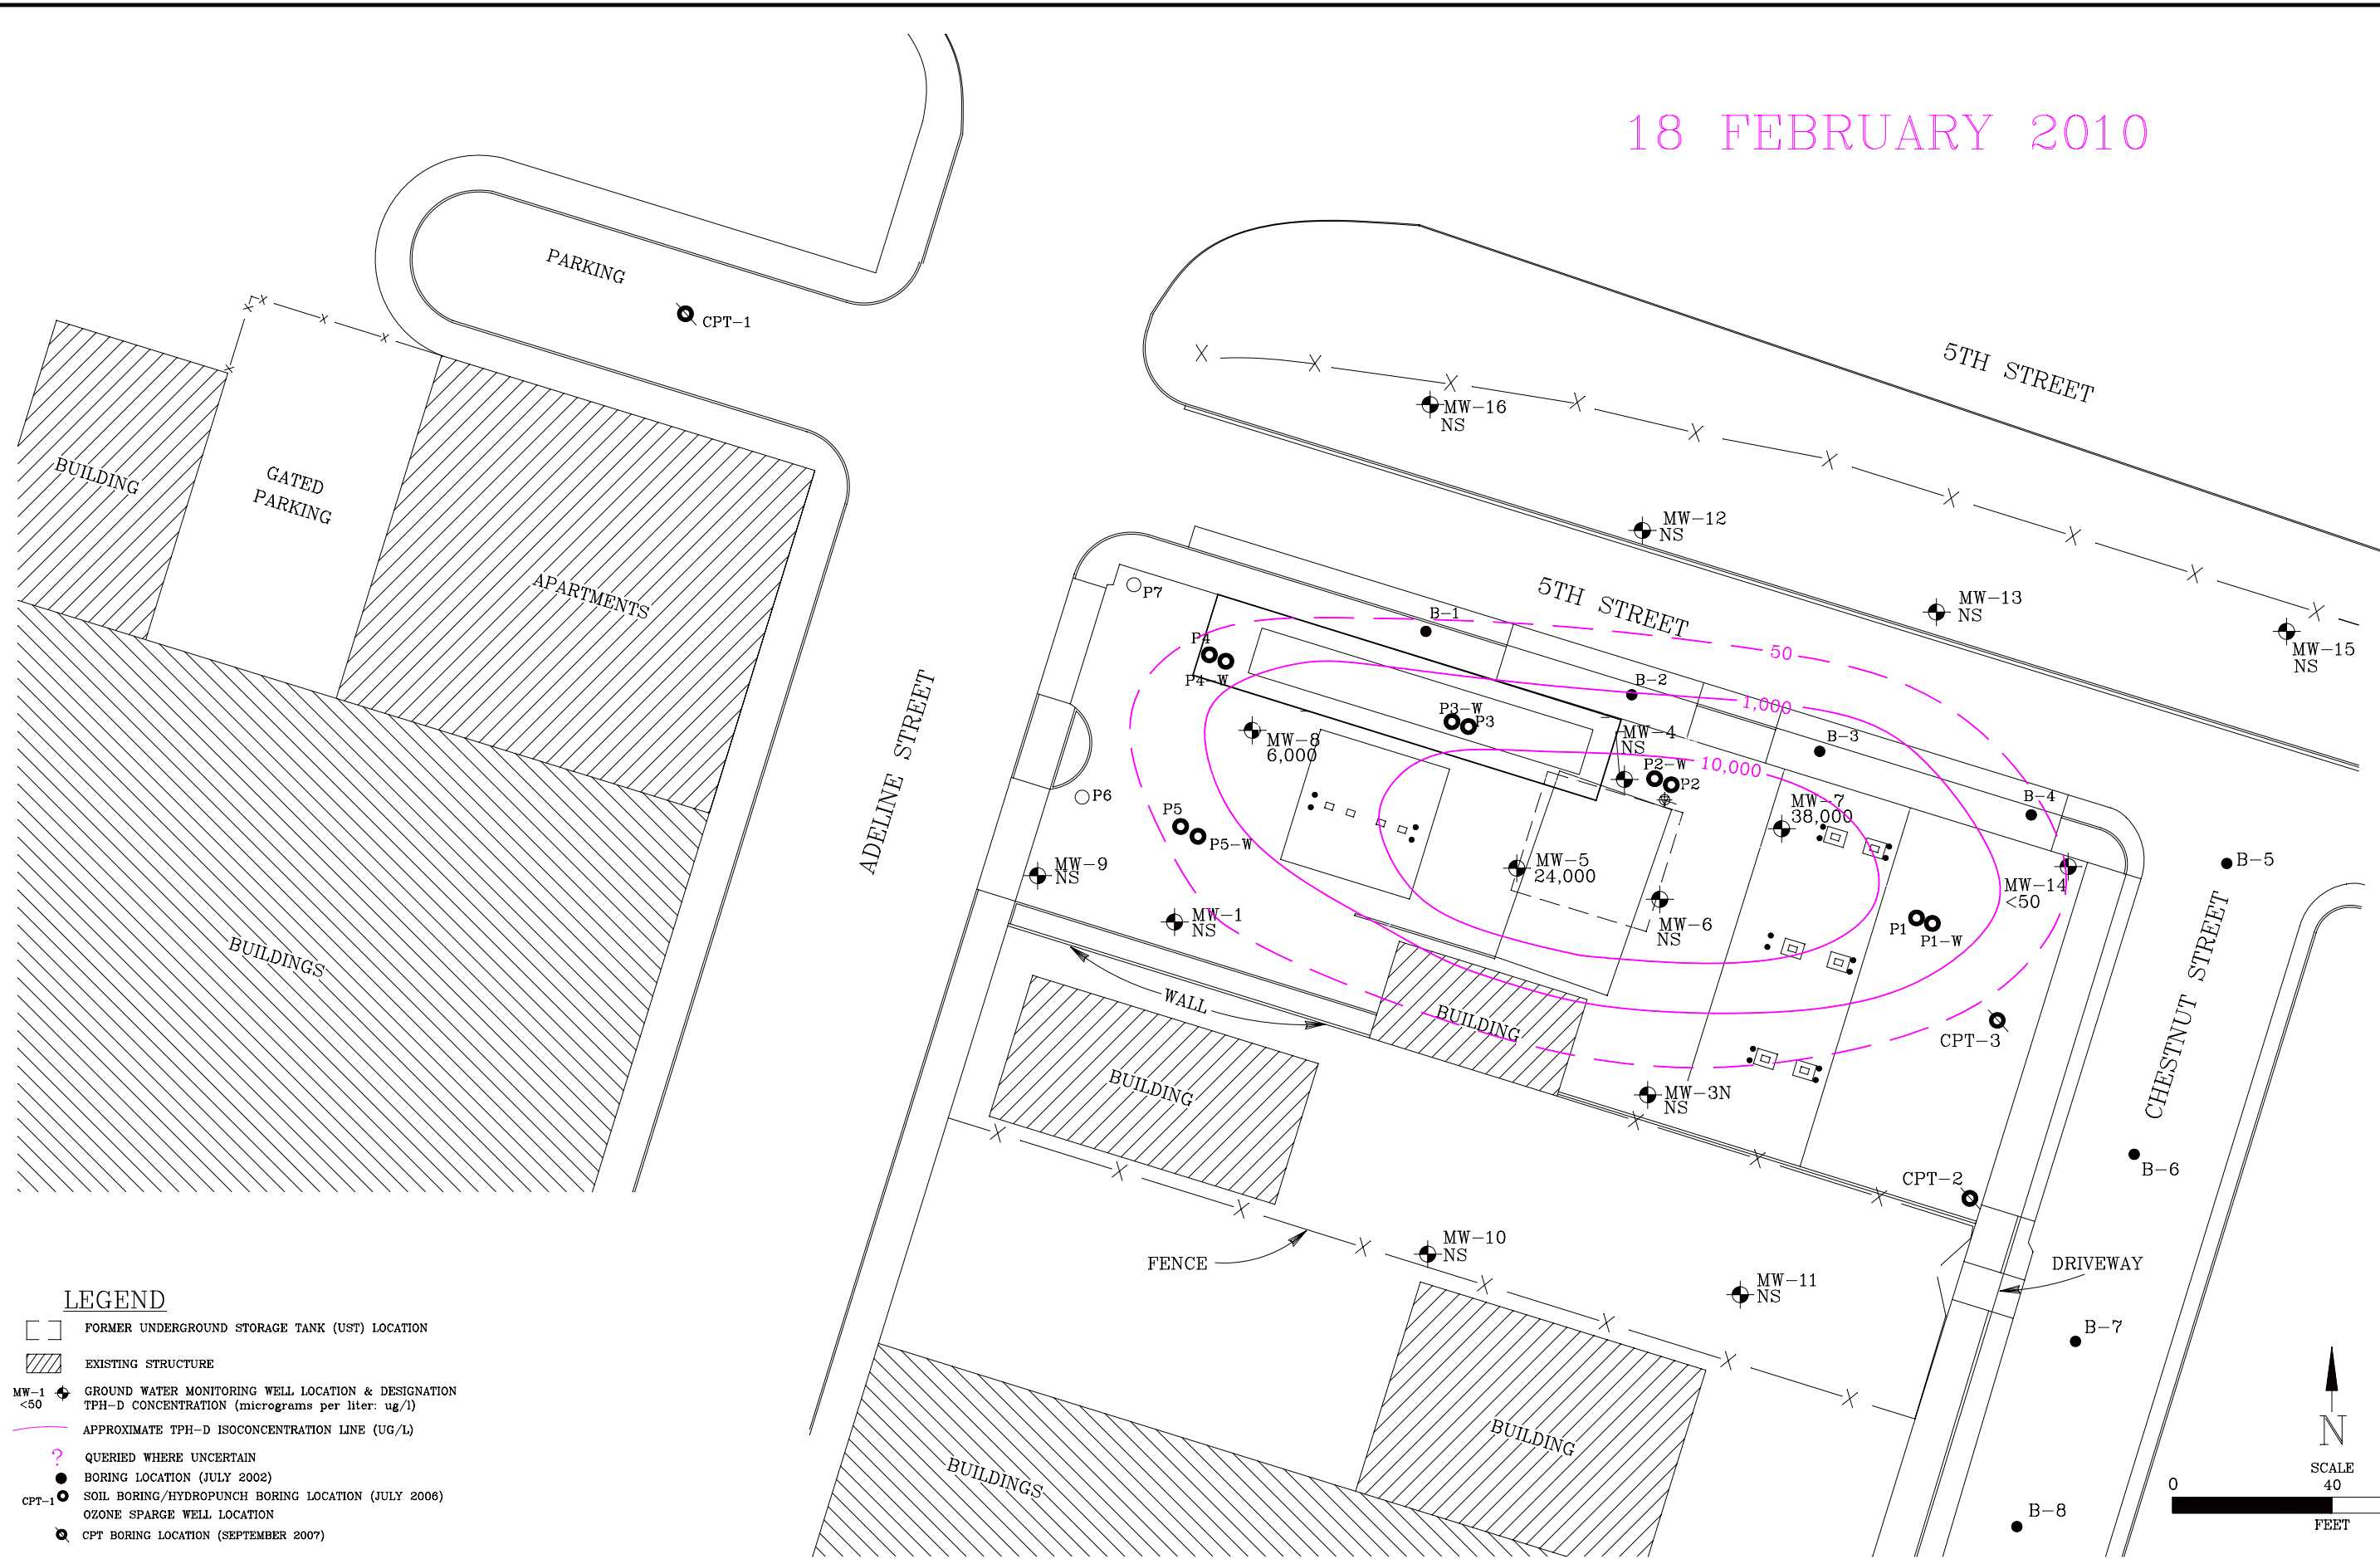 18 FEBRUARY 2010
PARKING
CPT-1
5TH STREET
MW-16
NS
BUILDING
GATED
PARKING
MW-12
NS
APARTMENTS
P7
5TH STREET
MW-13
NS
B-1
MW-15
NS
50
P4
P4-W
B-2
1,000
P3-W
P3
MW-4
NS
B-3
MW-8
6,000
10,000
P2-W
P2
ADELINE STREET
P6
B-4
MW-7
38,000
P5
P5-W
MW-9
NS
MW-5
24,000
B-5
MW-14
<50
MW-1
NS
MW-6
NS
P1
P1-W
BUILDINGS
WALL
BUILDING
CPT-3
CHESTNUT STREET
BUILDING
MW-3N
NS
B-6
CPT-2
FENCE
MW-10
NS
DRIVEWAY
MW-11
NS
B-7
BUILDING
BUILDINGS
B-8
N
SCALE
0 40
FEET
LEGEND
FORMER UNDERGROUND STORAGE TANK (UST) LOCATION
EXISTING STRUCTURE
MW-1
<50
GROUND WATER MONITORING WELL LOCATION & DESIGNATION
TPH-D CONCENTRATION (micrograms per liter: ug/l)
APPROXIMATE TPH-D ISOCONCENTRATION LINE (UG/L)
? QUERIED WHERE UNCERTAIN
BORING LOCATION (JULY 2002)
CPT-1 SOIL BORING/HYDROPUNCH BORING LOCATION (JULY 2006)
OZONE SPARGE WELL LOCATION
CPT BORING LOCATION (SEPTEMBER 2007)